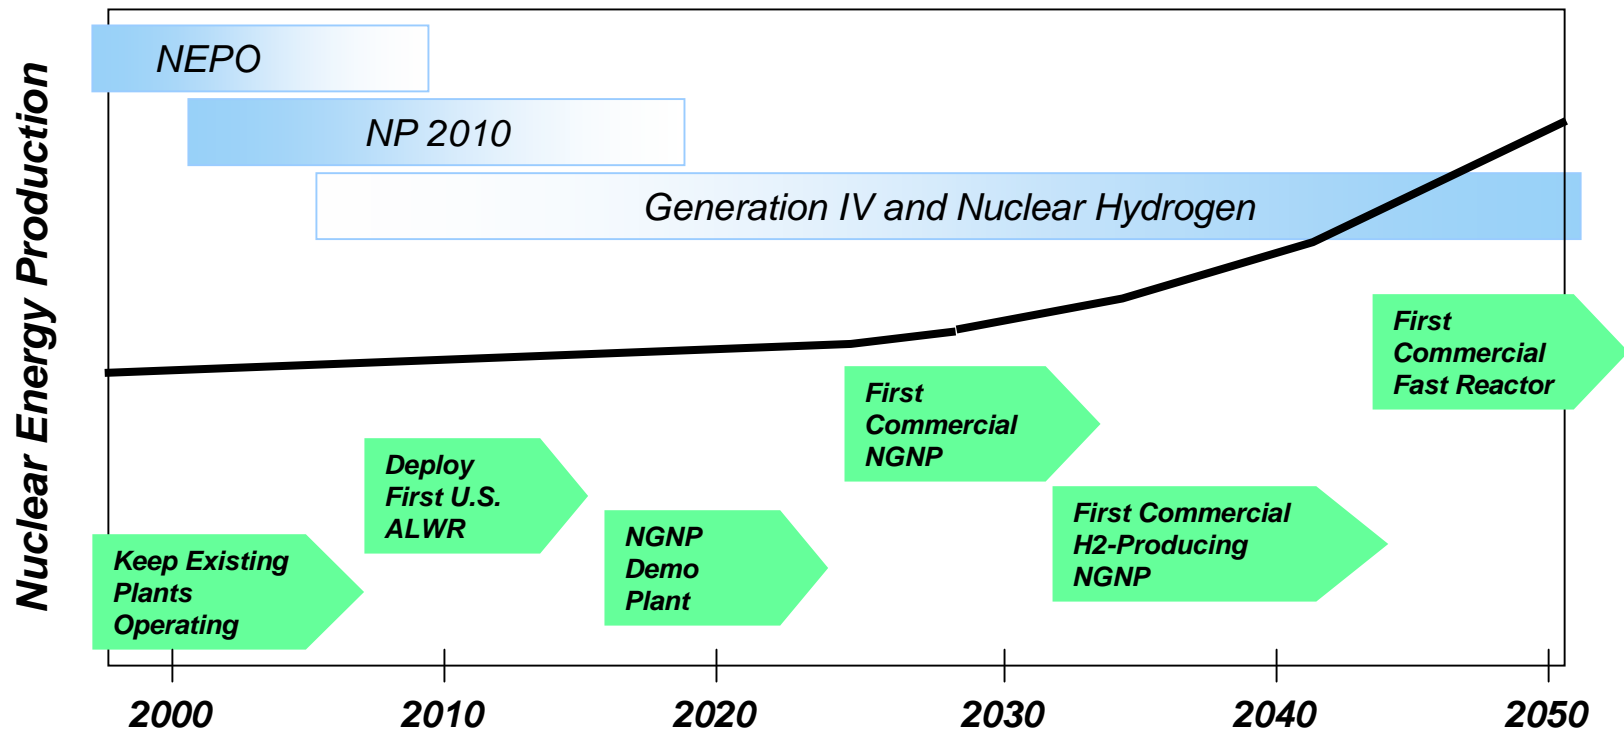 Nuclear Energy Production
NEPO
NP 2010
Generation IV and Nuclear Hydrogen
Keep Existing
Plants
Operating
Deploy
First U.S.
ALWR
NGNP
Demo
Plant
First
Commercial
NGNP
First Commercial
H2-Producing
NGNP
First
Commercial
Fast Reactor
2000
2010
2020
2030
2040
2050